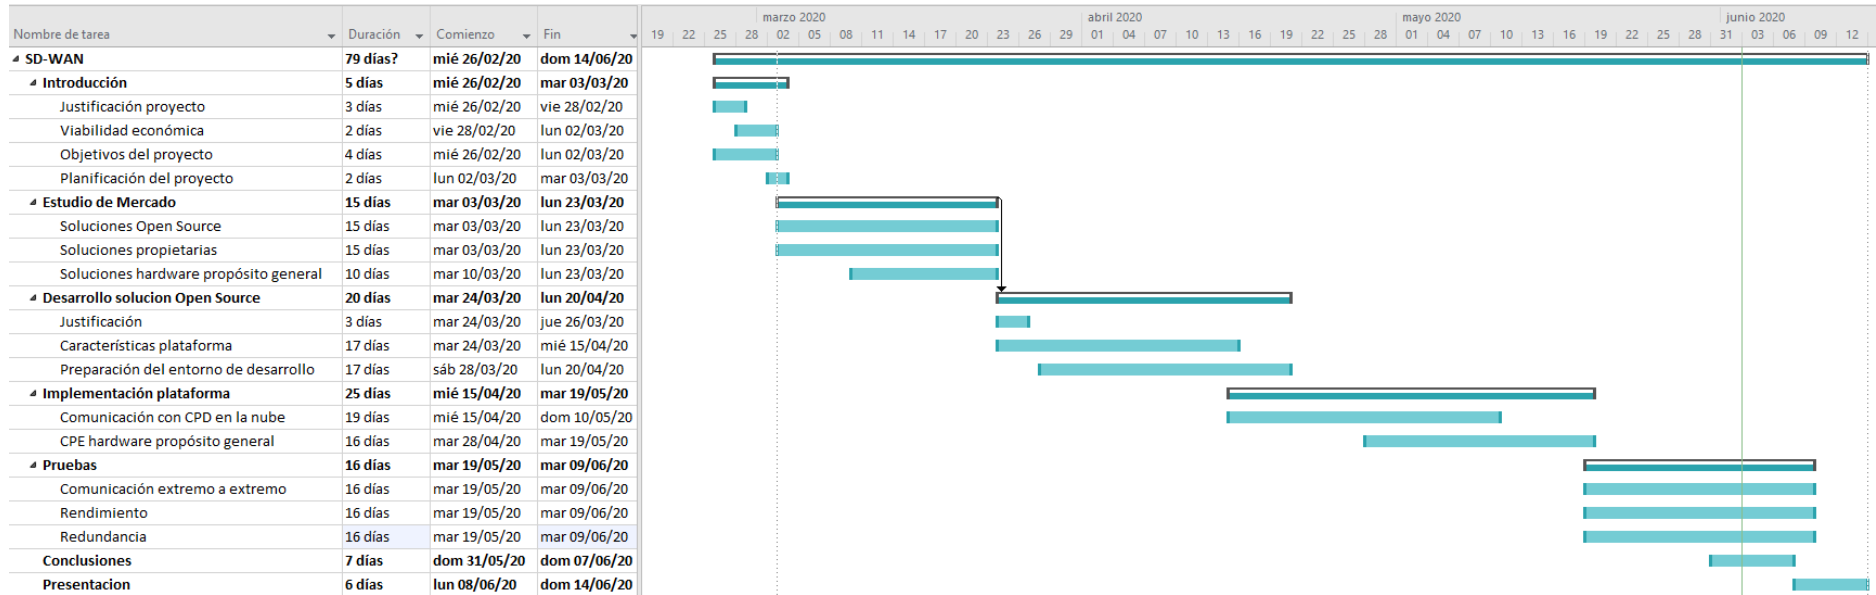 marzo 2020 abril 2020 mayo 2020 junio 2020
Nombre de tarea Duración Comienzo Fin 19 22 25 28 02 05 08 11 14 17 20 23 26 29 01 04 07 10 13 16 19 22 25 28 01 04 07 10 13 16 19 22 25 28 31 03 06 09 12
SD-WAN 79 días? mié 26/02/20 dom 14/06/20
Introducción 5 días mié 26/02/20 mar 03/03/20
Justificación proyecto 3 días mié 26/02/20 vie 28/02/20
Viabilidad económica 2 días vie 28/02/20 lun 02/03/20
Objetivos del proyecto 4 días mié 26/02/20 lun 02/03/20
Planificación del proyecto 2 días lun 02/03/20 mar 03/03/20
Estudio de Mercado 15 días mar 03/03/20 lun 23/03/20
Soluciones Open Source 15 días mar 03/03/20 lun 23/03/20
Soluciones propietarias 15 días mar 03/03/20 lun 23/03/20
Soluciones hardware propósito general 10 días mar 10/03/20 lun 23/03/20
Desarrollo solucion Open Source 20 días mar 24/03/20 lun 20/04/20
Justificación 3 días mar 24/03/20 jue 26/03/20
Características plataforma 17 días mar 24/03/20 mié 15/04/20
Preparación del entorno de desarrollo 17 días sáb 28/03/20 lun 20/04/20
Implementación plataforma 25 días mié 15/04/20 mar 19/05/20
Comunicación con CPD en la nube 19 días mié 15/04/20 dom 10/05/20
CPE hardware propósito general 16 días mar 28/04/20 mar 19/05/20
Pruebas 16 días mar 19/05/20 mar 09/06/20
Comunicación extremo a extremo 16 días mar 19/05/20 mar 09/06/20
Rendimiento 16 días mar 19/05/20 mar 09/06/20
Redundancia 16 días mar 19/05/20 mar 09/06/20
Conclusiones 7 días dom 31/05/20 dom 07/06/20
Presentacion 6 días lun 08/06/20 dom 14/06/20